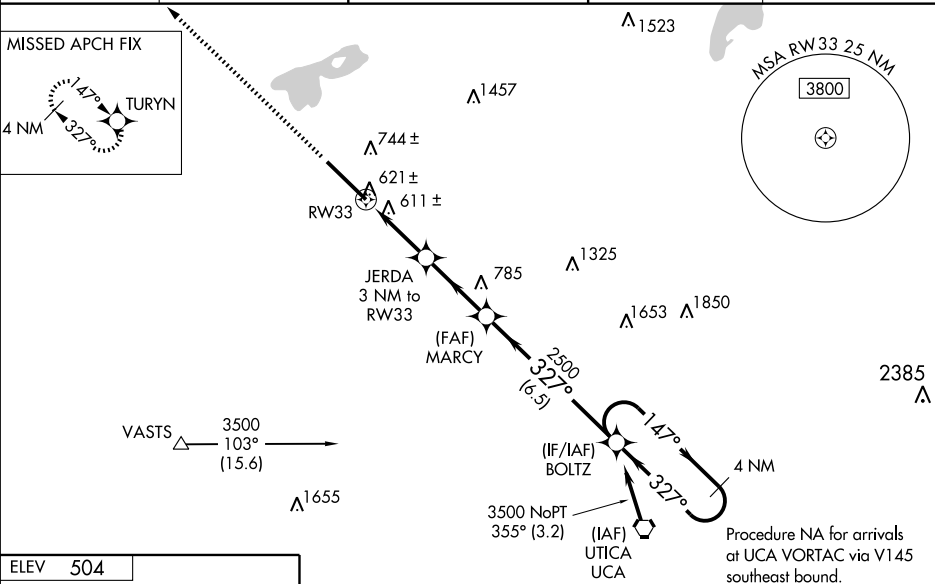 1523
MISSED APCH FIX
147°
TURYN
4 NM
327°
1457
MSA RW33 25 NM
3800
744 ±
621 ±
611 ±
RW33
JERDA
3 NM to
RW33
785
1325
1653
1850
(FAF)
MARCY
2500
327°
(6.5)
2385
VASTS
3500
103°
(15.6)
147°
(IF/IAF)
BOLTZ
4 NM
327°
1655
3500 NoPT
355° (3.2)
(IAF)
UTICA
UCA
Procedure NA for arrivals
at UCA VORTAC via V145
southeast bound.
ELEV 504